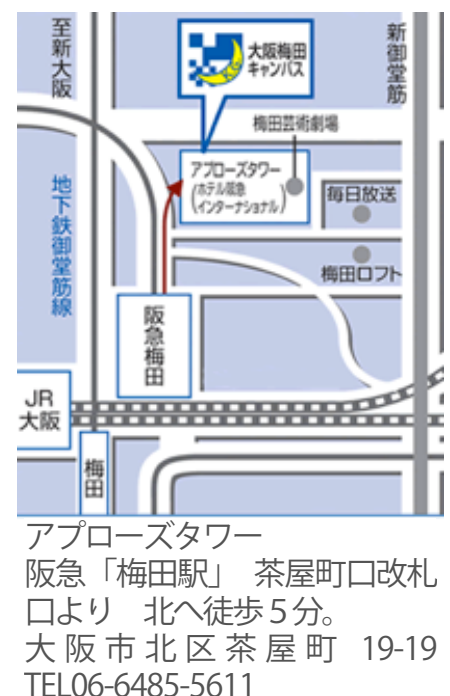 至新大阪
新御堂筋
大阪梅田
キャンパス
梅田芸術劇場
アプローズタワー
(ホテル阪急
インターナショナル)
毎日放送
地下鉄御堂筋線
梅田ロフト
阪急梅田
JR
大阪
梅田
アプローズタワー
阪急「梅田駅」 茶屋町口改札
口より 北へ徒歩5分。
大阪市北区茶屋町 19-19
TEL06-6485-5611